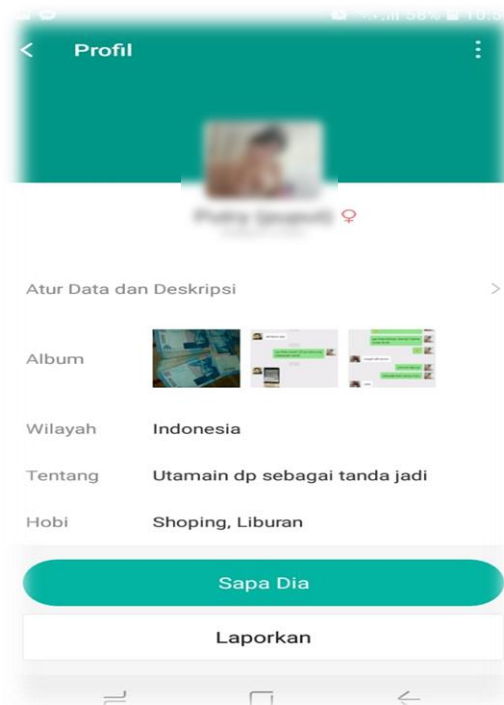 Profil
Atur Data dan Deskripsi
Album
Wilayah Indonesia
Tentang Utamain dp sebagai tanda jadi
Hobi Shoping, Liburan
Sapa Dia
Laporkan